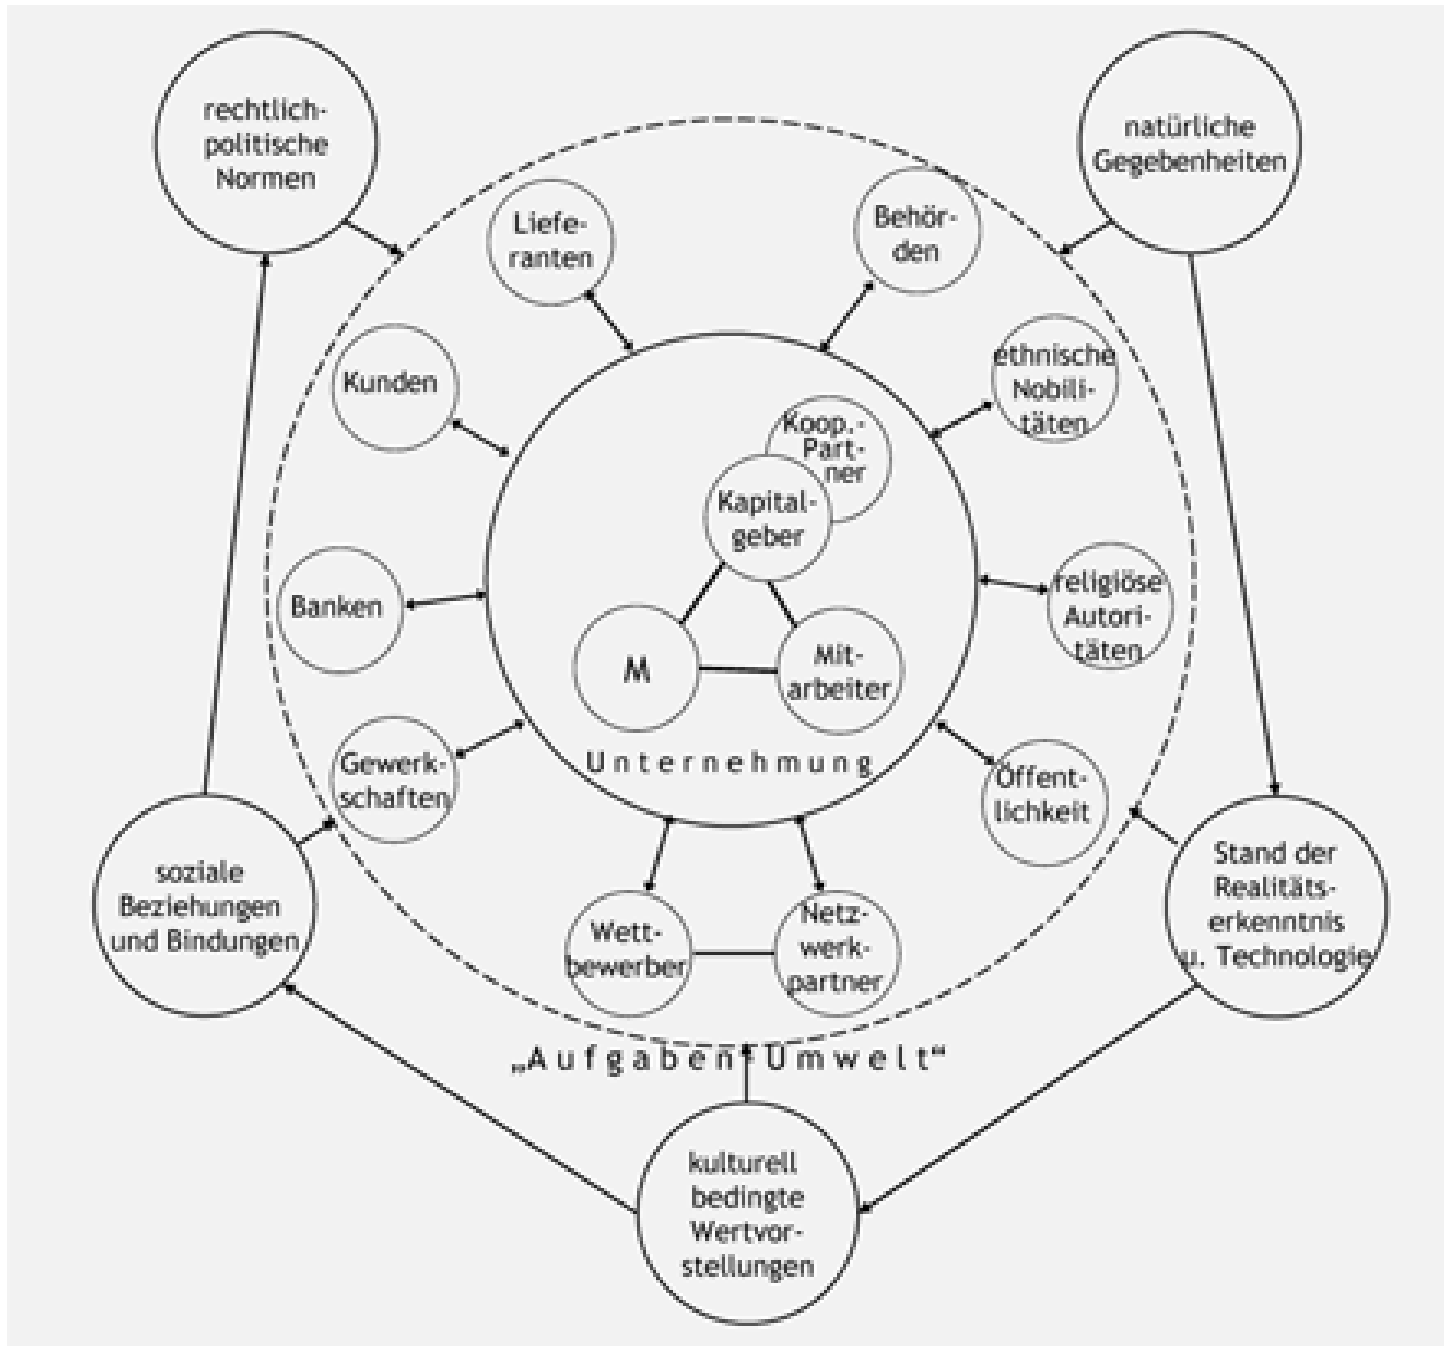 rechtlich-
politische
Normen
natürliche
Gegebenheiten
Liefe-
ranten
Behör-
den
Kunden
ethnische
Nobili-
täten
Koop.-
Part-
ner
Kapital-
geber
Banken
religiöse
Autori-
täten
M
Mit-
arbeiter
Unternehmung
Gewerk-
schaften
Öffent-
lichkeit
soziale
Beziehungen
und Bindungen
Stand der
Realitäts-
erkenntnis
u. Technologie
Wett-
bewerber
Netz-
werk-
partner
„Aufgaben-Umwelt“
kulturell
bedingte
Wertvor-
stellungen